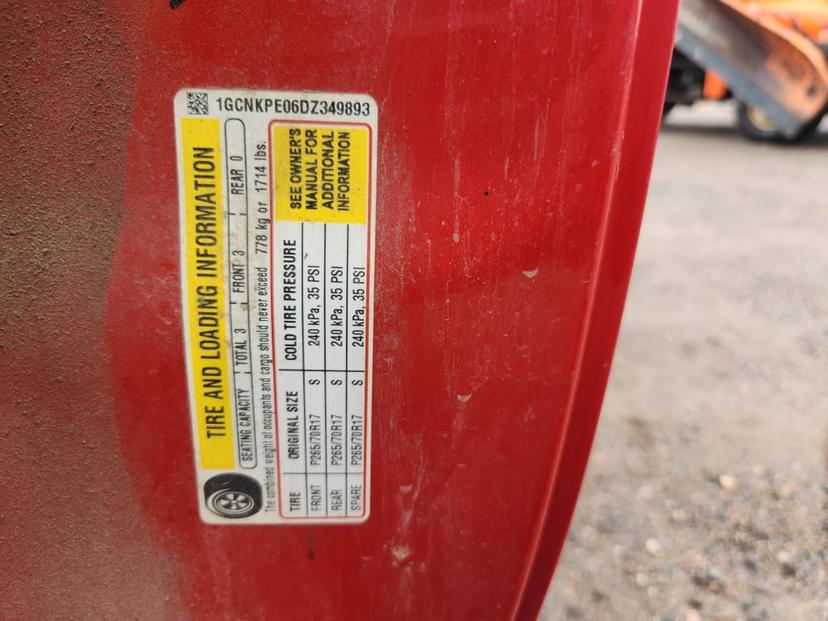 1GCNKPE06DZ349893
TIRE AND LOADING INFORMATION
SEATING CAPACITY TOTAL 3 FRONT 3 REAR 0
The combined weight of occupants and cargo should never exceed 778 kg or 1714 lbs.
TIRE ORIGINAL SIZE COLD TIRE PRESSURE
FRONT P265/70R17 S 240 kPa, 35 PSI
REAR P265/70R17 S 240 kPa, 35 PSI
SPARE P265/70R17 S 240 kPa, 35 PSI
SEE OWNER'S
MANUAL FOR
ADDITIONAL
INFORMATION